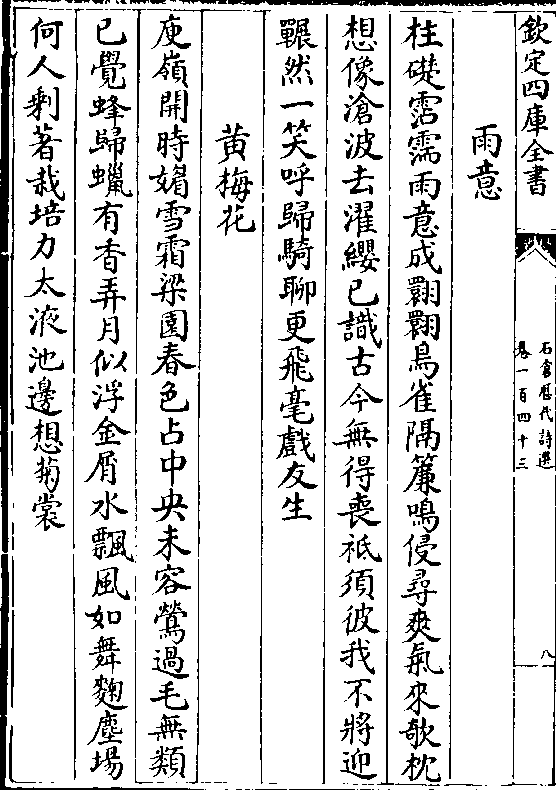 欽定四庫全書
石倉歷代詩選
卷一百四十三
八
雨意
柱礎霑濡雨意成翾翾鳥雀隔簾鳴侵尋爽氣來欹枕
想像滄波去濯纓已識古今無得喪秖須彼我不將迎
囅然一笑呼歸騎聊更飛毫戲友生
黄梅花
庾嶺開時媚雪霜梁園春色占中央未容鶯過毛無類
已覺蜂歸蠟有香弄月似浮金屑水飄風如舞麴塵場
何人剩著栽培力太液池邊想菊裳